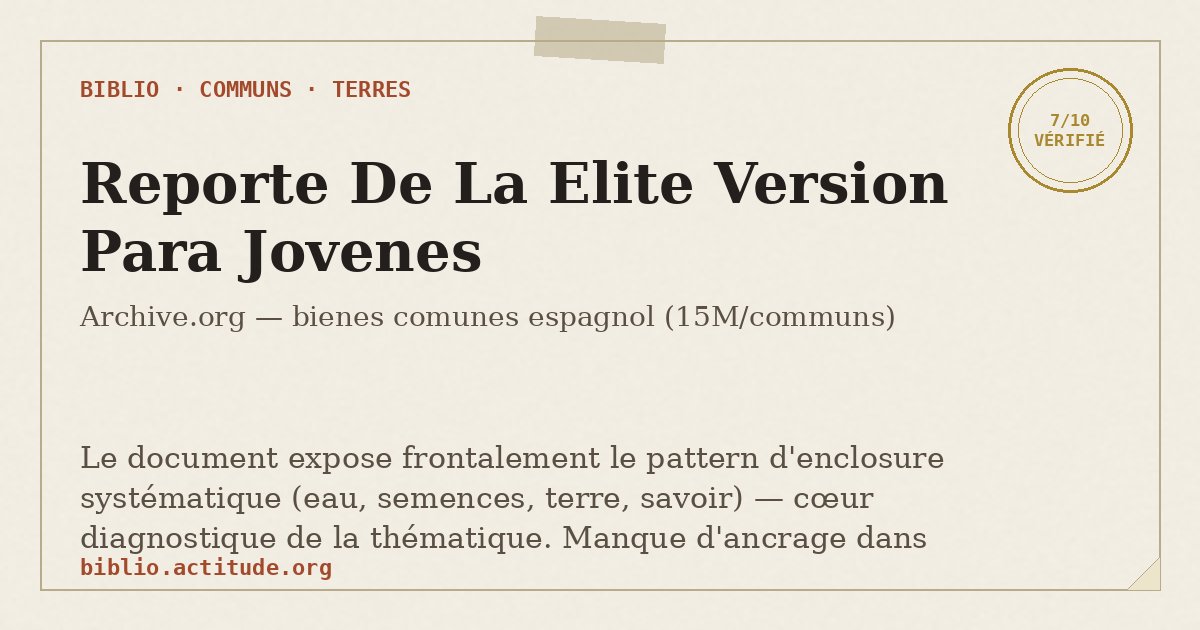 BIBLIO · COMMUNS · TERRES
7/10
VÉRIFIÉ
Reporte De La Elite Version
Para Jovenes
Archive.org — bienes comunes espagnol (15M/communs)
Le document expose frontalement le pattern d'enclosure
systématique (eau, semences, terre, savoir) — cœur
diagnostique de la thématique. Manque d'ancrage dans
biblio.actitude.org